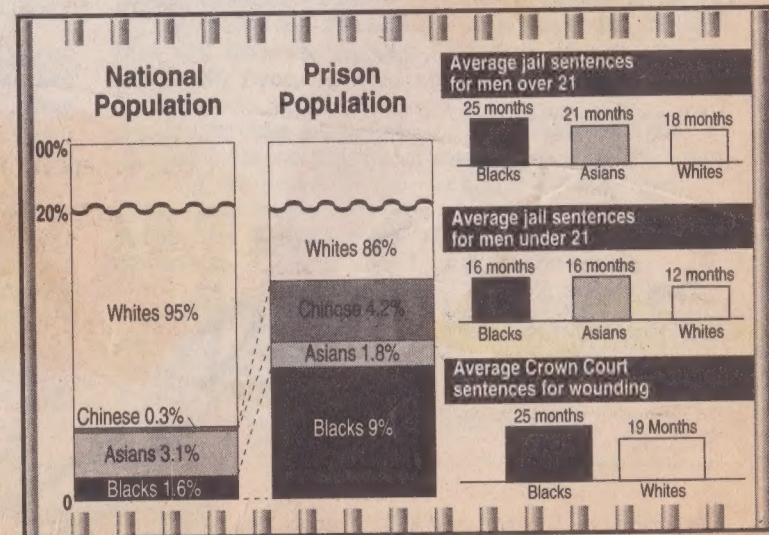 National
Population
00%
20%
Whites 95%
Chinese 0.3%
Asians 3.1%
Blacks 1.6%
0
Prison
Population
Whites 86%
Chinese 4.2%
Asians 1.8%
Blacks 9%
Average jail sentences
for men over 21
25 months
21 months
18 months
Blacks
Asians
Whites
Average jail sentences
for men under 21
16 months
16 months
12 months
Blacks
Asians
Whites
Average Crown Court
sentences for wounding
25 months
19 Months
Blacks
Whites